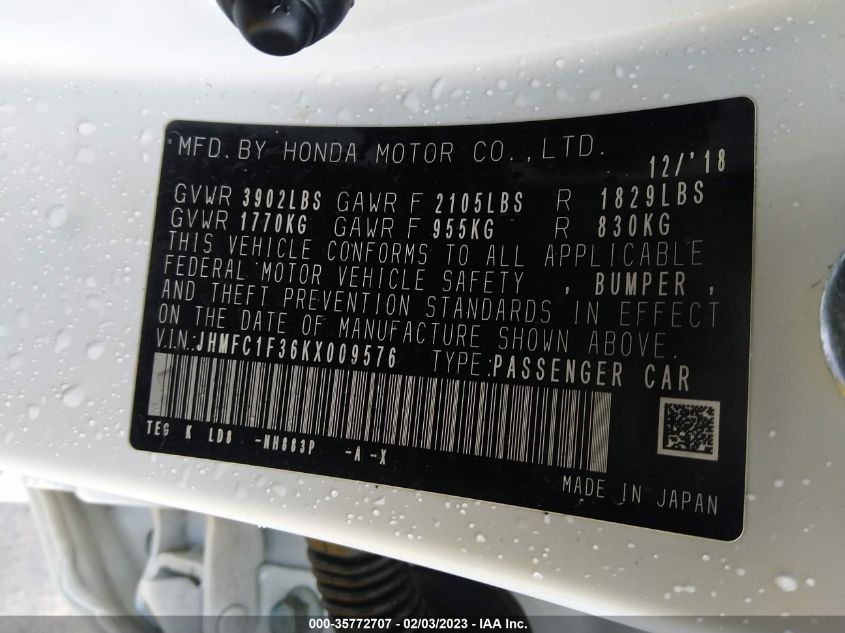 MFD. BY HONDA MOTOR CO., LTD. 12/'18
GVWR 3902LBS GAWR F 2105LBS R 1829LBS
GVWR 1770KG GAWR F 955KG R 830KG
THIS VEHICLE CONFORMS TO ALL APPLICABLE
FEDERAL MOTOR VEHICLE SAFETY , BUMPER ,
AND THEFT PREVENTION STANDARDS IN EFFECT
ON THE DATE OF MANUFACTURE SHOWN ABOVE.
V.IN: JHMFC1F36KX009576 TYPE: PASSENGER CAR
TEG K LD8 -NH883P -A -X
MADE IN JAPAN
000-35772707 - 02/03/2023 - IAA Inc.